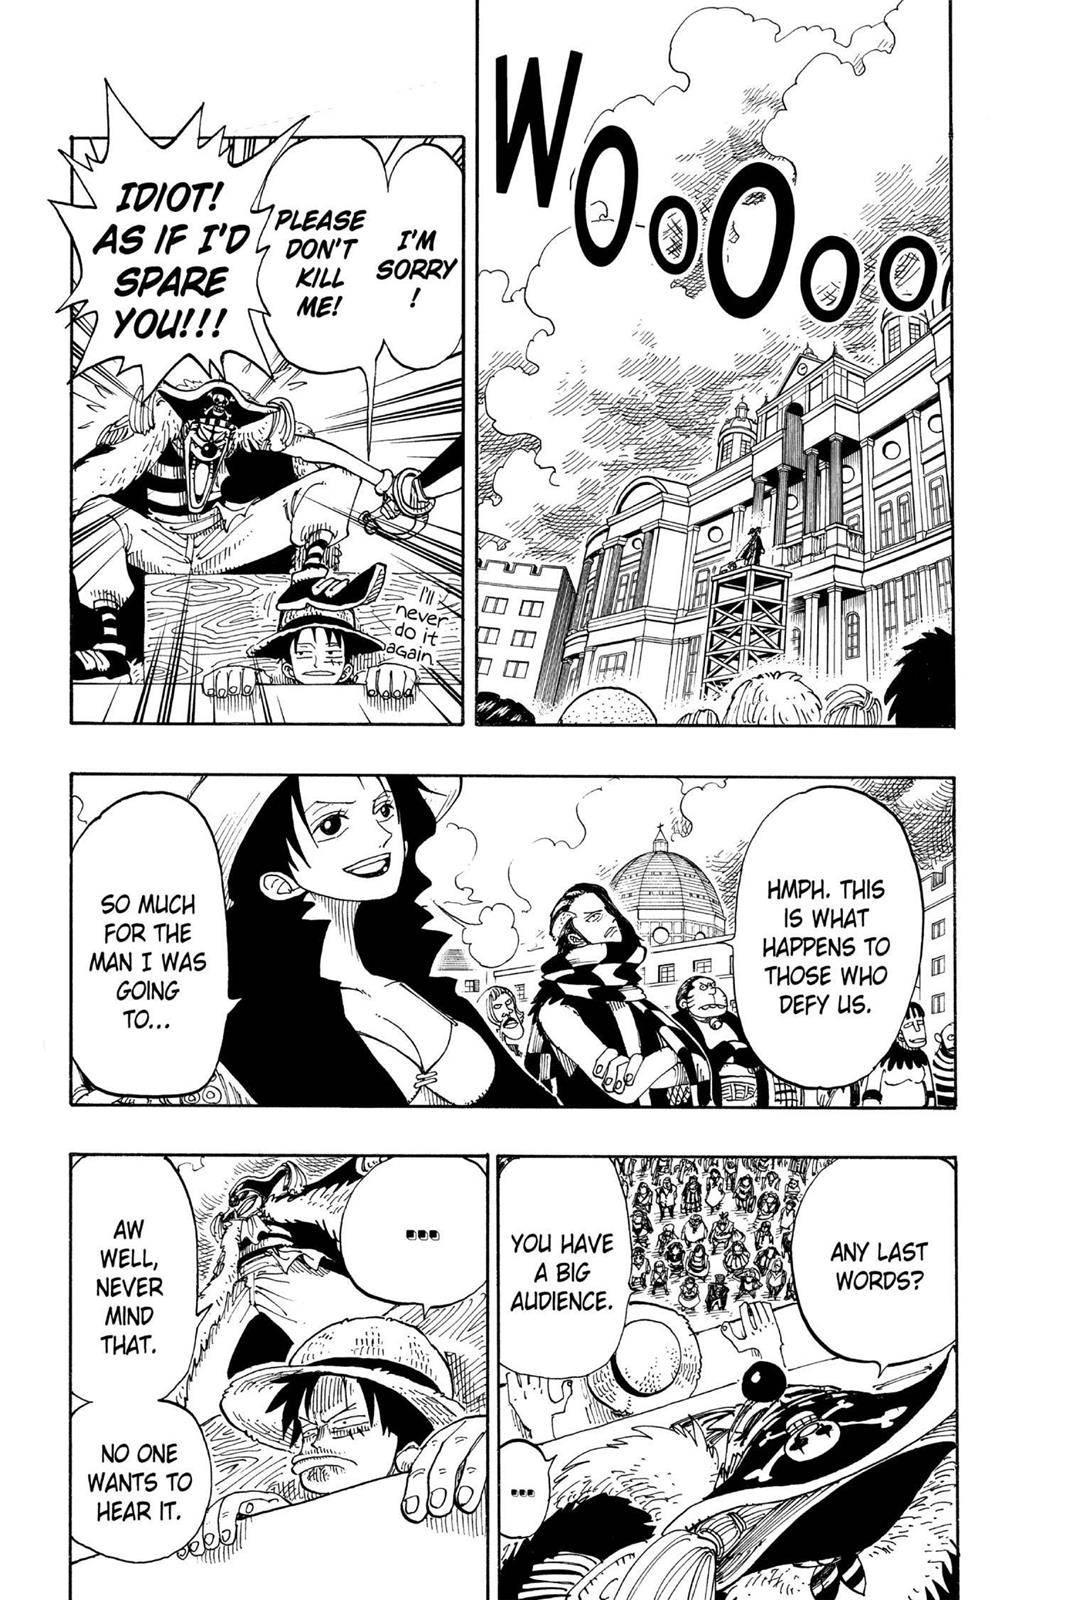 WOOOOOO
I'M
SORRY
!
PLEASE
DON'T
KILL
ME!
IDIOT!
AS IF I'D
SPARE
YOU!!!
I'll
never
do it
again
HMPH. THIS
IS WHAT
HAPPENS TO
THOSE WHO
DEFY US.
SO MUCH
FOR THE
MAN I WAS
GOING
TO...
ANY LAST
WORDS?
YOU HAVE
A BIG
AUDIENCE.
...
...
AW
WELL,
NEVER
MIND
THAT.
NO ONE
WANTS TO
HEAR IT.